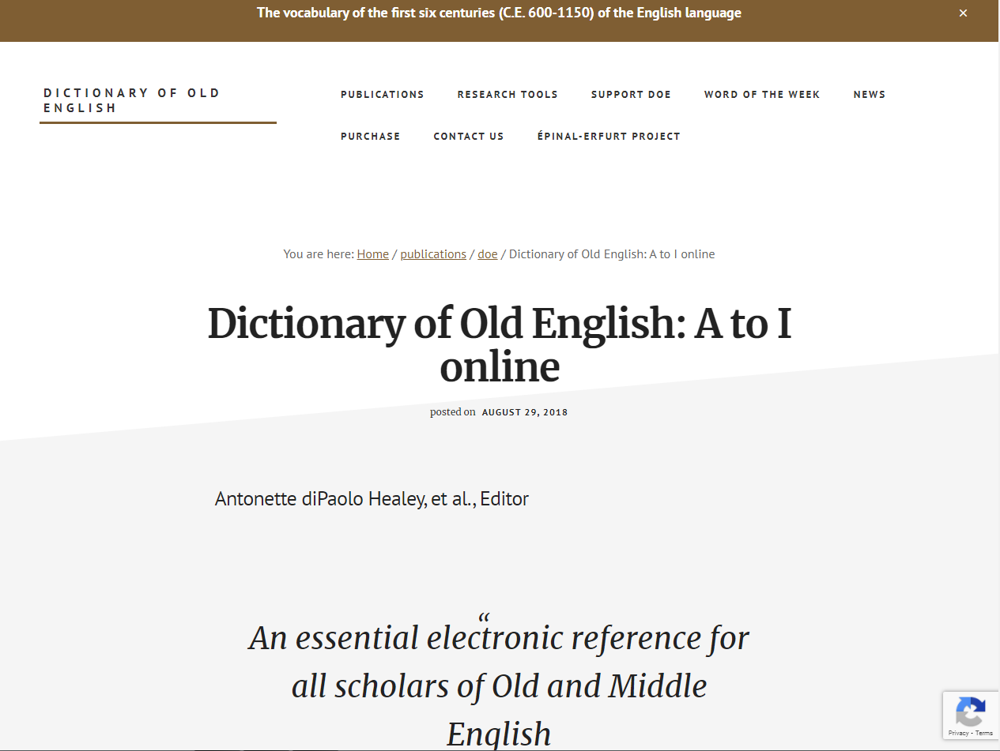 The vocabulary of the first six centuries (C.E. 600-1150) of the English language
×
DICTIONARY OF OLD
ENGLISH
PUBLICATIONS RESEARCH TOOLS SUPPORT DOE WORD OF THE WEEK NEWS
PURCHASE CONTACT US ÉPINAL-ERFURT PROJECT
You are here: Home / publications / doe / Dictionary of Old English: A to I online
Dictionary of Old English: A to I
online
posted on AUGUST 29, 2018
Antonette diPaolo Healey, et al., Editor
“
An essential electronic reference for
all scholars of Old and Middle
English
Privacy - Terms